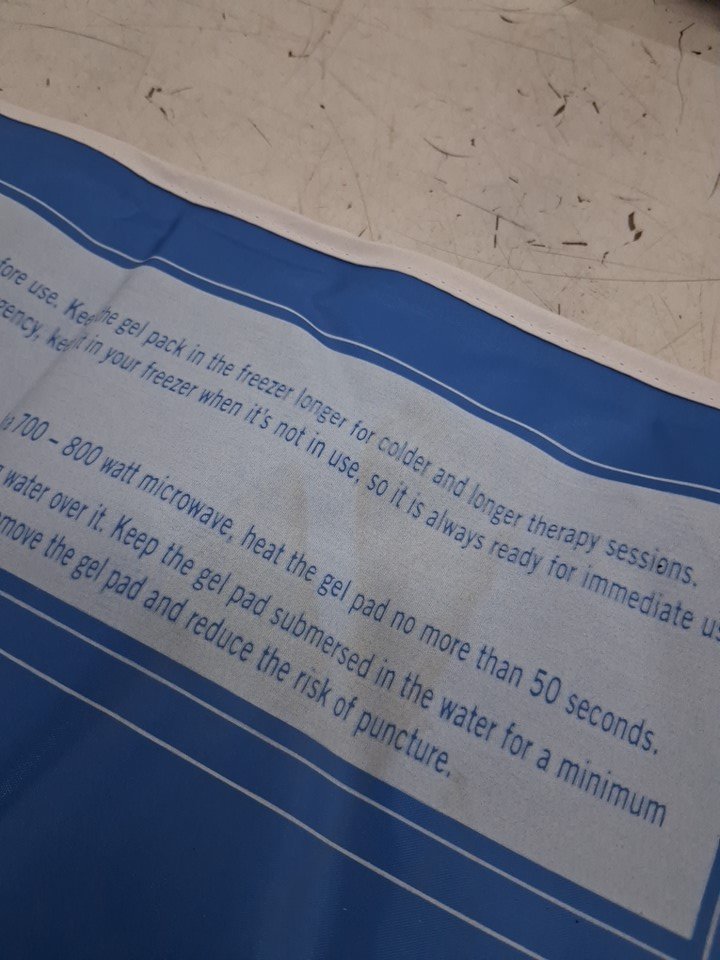 fore use. Keep the gel pack in the freezer longer for colder and longer therapy sessions.
gency, keep it in your freezer when it's not in use, so it is always ready for immediate us
700 – 800 watt microwave, heat the gel pad no more than 50 seconds.
water over it. Keep the gel pad submersed in the water for a minimum
move the gel pad and reduce the risk of puncture.